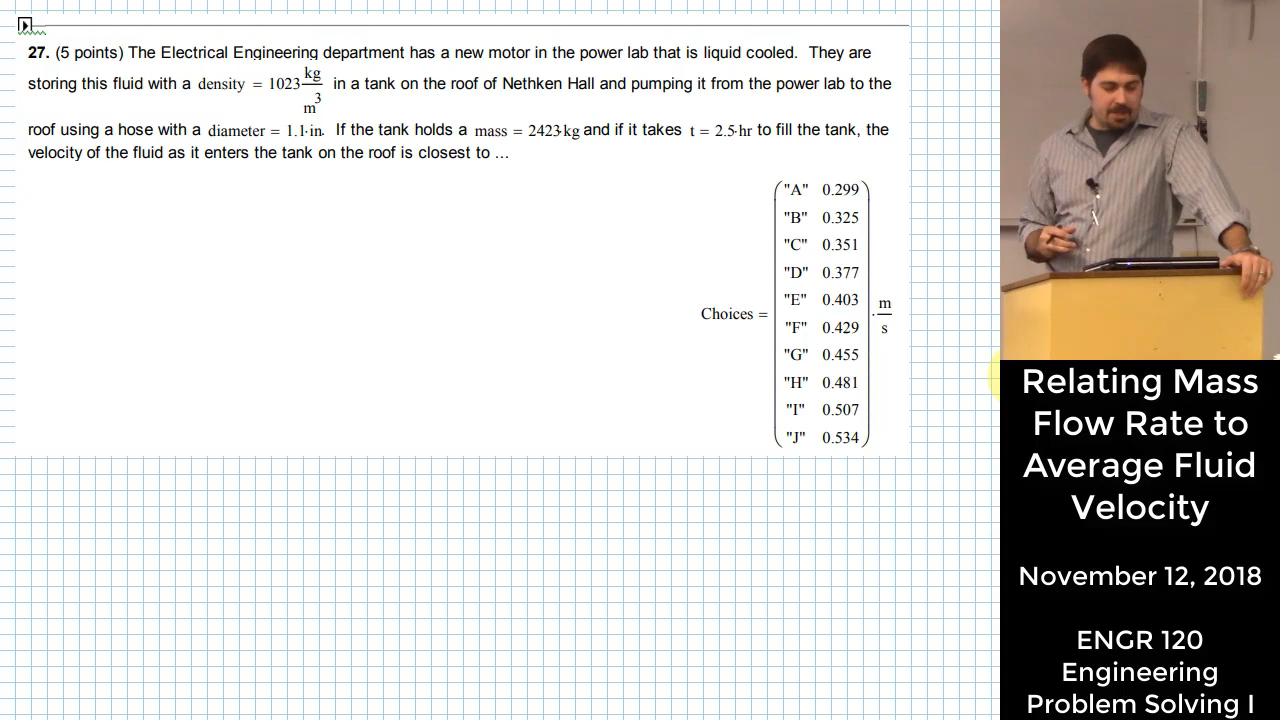 27. (5 points) The Electrical Engineering department has a new motor in the power lab that is liquid cooled. They are
storing this fluid with a density = 1023 kg/m³ in a tank on the roof of Nethken Hall and pumping it from the power lab to the
roof using a hose with a diameter = 1.1·in. If the tank holds a mass = 2423·kg and if it takes t = 2.5·hr to fill the tank, the
velocity of the fluid as it enters the tank on the roof is closest to …
"A" 0.299
"B" 0.325
"C" 0.351
"D" 0.377
"E" 0.403
Choices = · m/s
"F" 0.429
"G" 0.455
"H" 0.481
"I" 0.507
"J" 0.534
Relating Mass
Flow Rate to
Average Fluid
Velocity
November 12, 2018
ENGR 120
Engineering
Problem Solving I